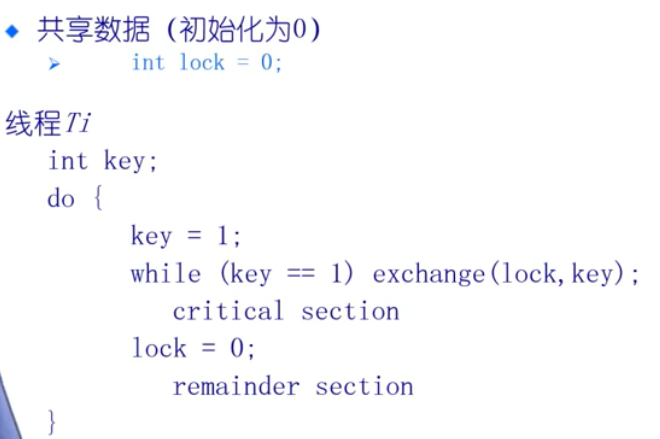 ◆ 共享数据（初始化为0）
➢ int lock = 0;
线程Ti
int key;
do {
key = 1;
while (key == 1) exchange(lock,key);
critical section
lock = 0;
remainder section
}